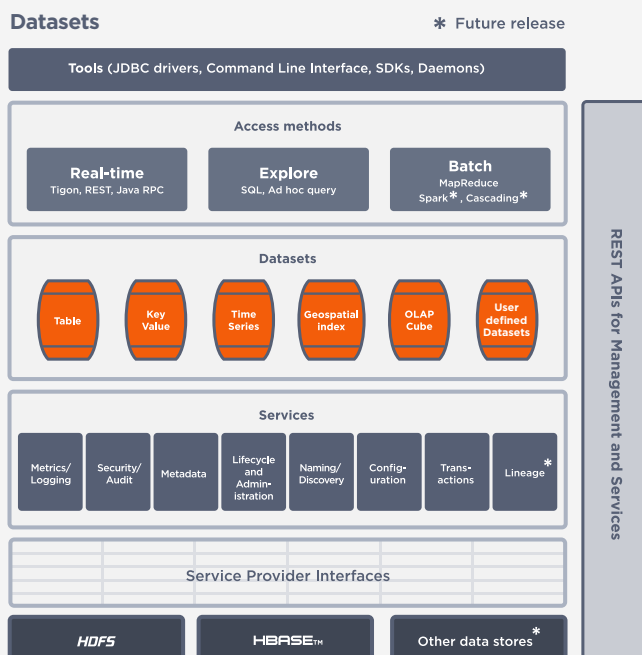 Datasets
* Future release
Tools (JDBC drivers, Command Line Interface, SDKs, Daemons)
Access methods
Real-time
Tigon, REST, Java RPC
Explore
SQL, Ad hoc query
Batch
MapReduce
Spark*, Cascading*
Datasets
Table
Key
Value
Time
Series
Geospatial
index
OLAP
Cube
User
defined
Datasets
Services
Metrics/
Logging
Security/
Audit
Metadata
Lifecycle
and
Admin-
istration
Naming/
Discovery
Config-
uration
Trans-
actions
Lineage*
Service Provider Interfaces
HDFS
HBASE™
Other data stores*
REST APIs for Management and Services